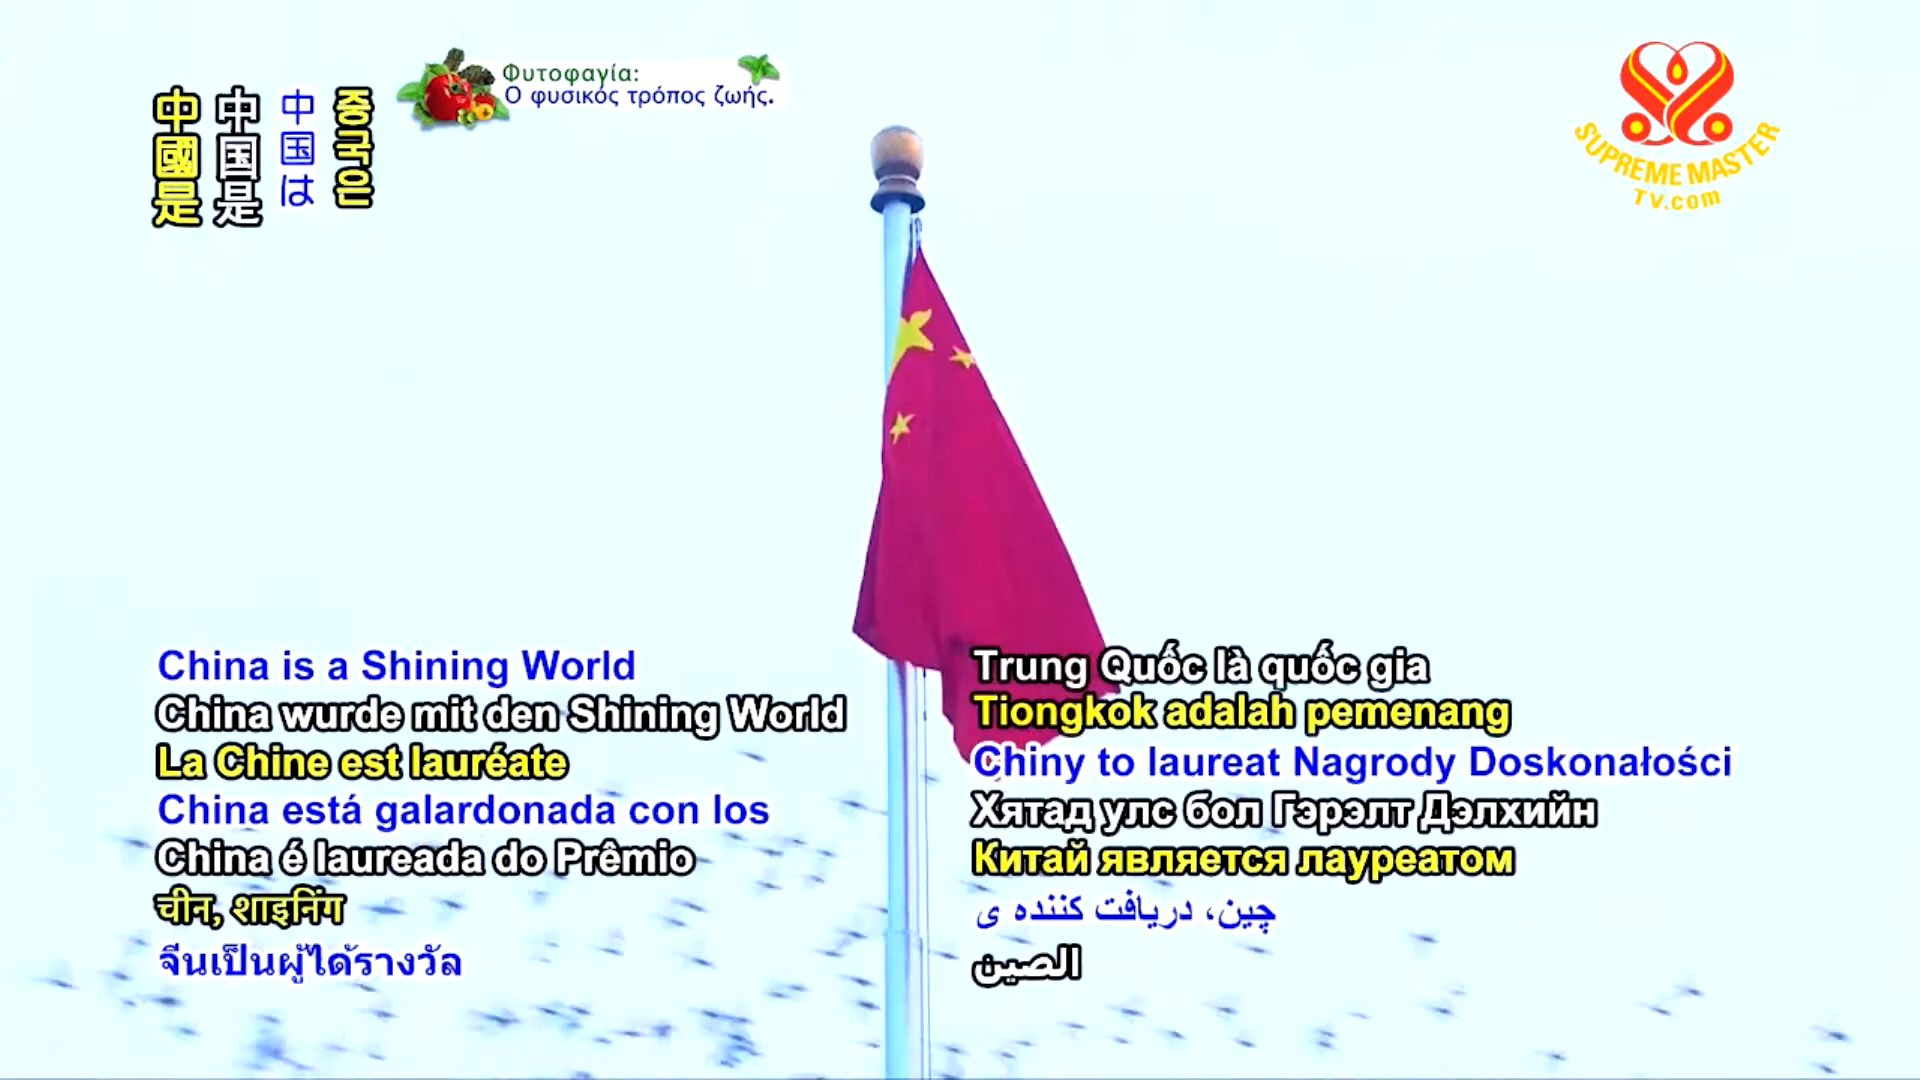 中國是
中国是
中国は
중국은
Φυτοφαγία:
Ο φυσικός τρόπος ζωής.
SUPREME MASTER
TV.com
China is a Shining World
China wurde mit den Shining World
La Chine est lauréate
China está galardonada con los
China é laureada do Prêmio
चीन, शाइनिंग
จีนเป็นผู้ได้รางวัล
Trung Quốc là quốc gia
Tiongkok adalah pemenang
Chiny to laureat Nagrody Doskonałości
Хятад улс бол Гэрэлт Дэлхийн
Китай является лауреатом
چین، دریافت کننده ی
الصين